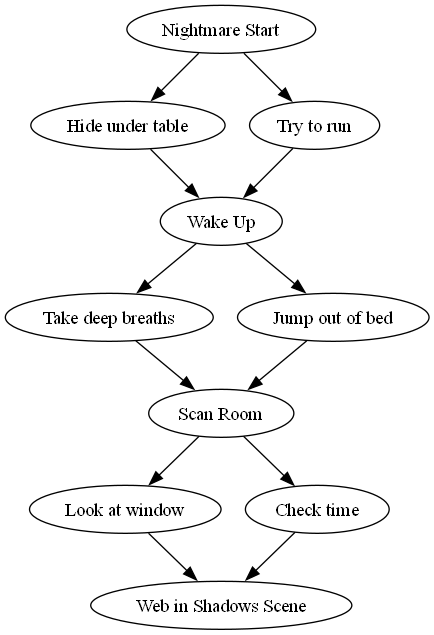 Nightmare Start
Hide under table
Try to run
Wake Up
Take deep breaths
Jump out of bed
Scan Room
Look at window
Check time
Web in Shadows Scene